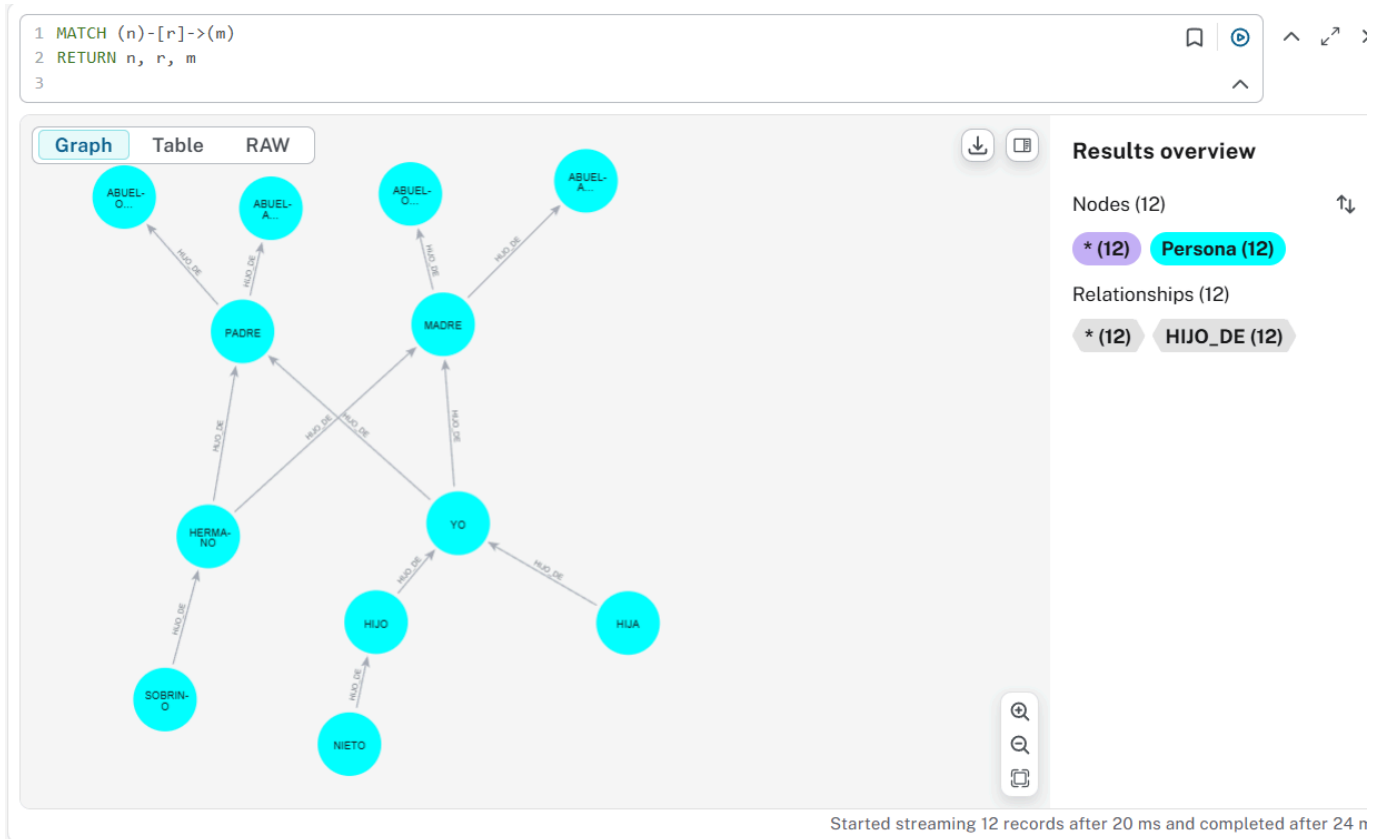 1 MATCH (n)-[r]->(m)
2 RETURN n, r, m
3
Graph Table RAW
ABUEL-
O...
ABUEL-
A...
ABUEL-
O...
ABUEL-
A...
HIJO_DE
HIJO_DE
HIJO_DE
HIJO_DE
PADRE
MADRE
HIJO_DE
HIJO_DE
HIJO_DE
HIJO_DE
HERMA-
NO
YO
HIJO_DE
HIJO_DE
HIJO_DE
HIJO
HIJA
HIJO_DE
SOBRIN-
O
NIETO
Results overview
Nodes (12)
* (12) Persona (12)
Relationships (12)
* (12) HIJO_DE (12)
Started streaming 12 records after 20 ms and completed after 24 m